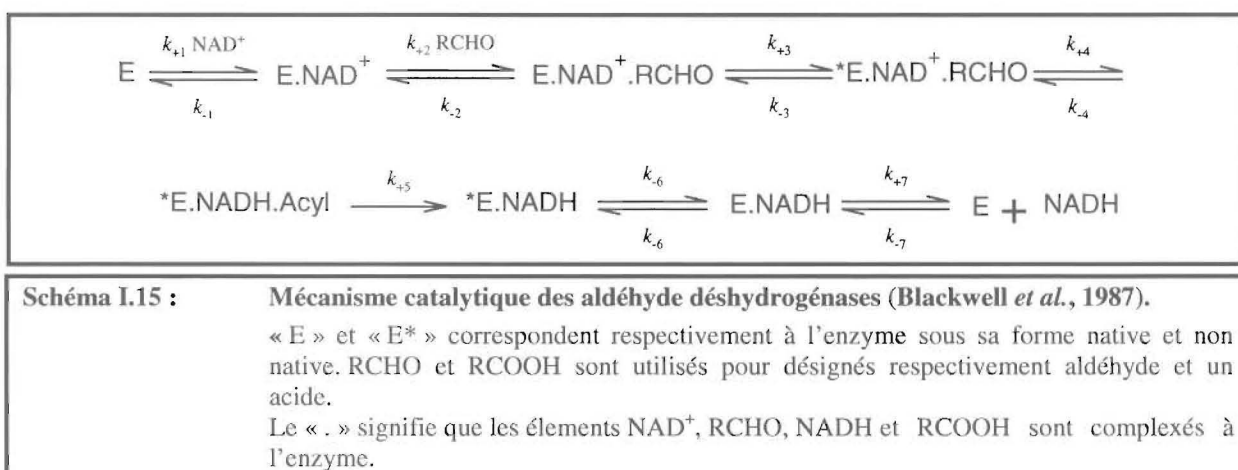 k+1 NAD+ k+2 RCHO k+3 k+4
E E.NAD+ E.NAD+.RCHO *E.NAD+.RCHO
k-1 k-2 k-3 k-4
k+5 k-6 k+7
*E.NADH.Acyl *E.NADH E.NADH E + NADH
k-6 k-7
Schéma I.15 : Mécanisme catalytique des aldéhyde déshydrogénases (Blackwell et al., 1987).
« E » et « E* » correspondent respectivement à l'enzyme sous sa forme native et non
native. RCHO et RCOOH sont utilisés pour désignés respectivement aldéhyde et un
acide.
Le « . » signifie que les élements NAD+, RCHO, NADH et RCOOH sont complexés à
l'enzyme.